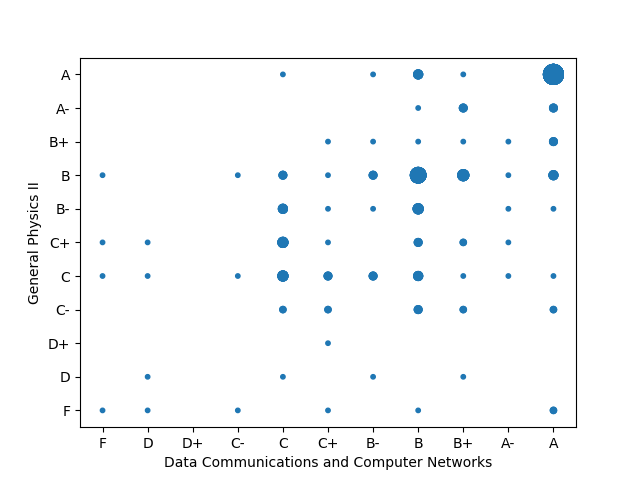 A
A-
B+
B
B-
C+
C
C-
D+
D
F
General Physics II
F D D+ C- C C+ B- B B+ A- A
Data Communications and Computer Networks